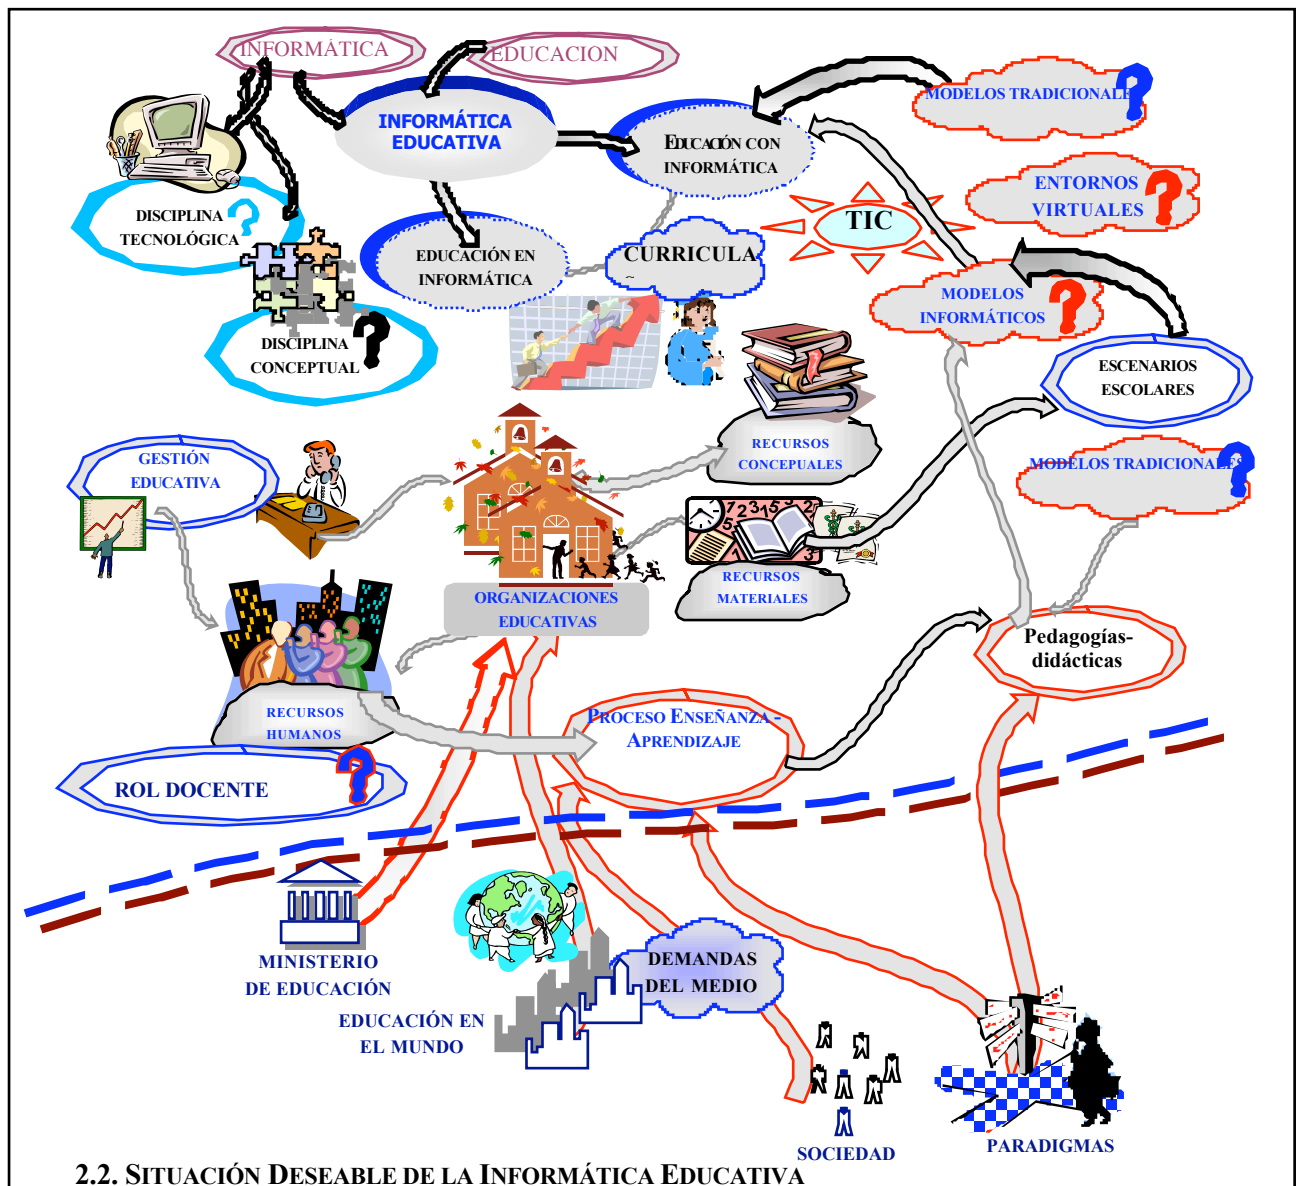 INFORMÁTICA
EDUCACION
MODELOS TRADICIONALE
INFORMÁTICA
EDUCATIVA
EDUCACIÓN CON
INFORMÁTICA
ENTORNOS
VIRTUALES
DISCIPLINA
TECNOLÓGICA
TIC
EDUCACIÓN EN
INFORMÁTICA
CURRICULA
MODELOS
INFORMÁTICOS
DISCIPLINA
CONCEPTUAL
ESCENARIOS
ESCOLARES
GESTIÓN
EDUCATIVA
RECURSOS
CONCEPUALES
MODELOS TRADICIONALES
RECURSOS
MATERIALES
ORGANIZACIONES
EDUCATIVAS
Pedagogías-
didácticas
RECURSOS
HUMANOS
PROCESO ENSEÑANZA -
APRENDIZAJE
ROL DOCENTE
MINISTERIO
DE EDUCACIÓN
DEMANDAS
DEL MEDIO
EDUCACIÓN EN
EL MUNDO
SOCIEDAD
PARADIGMAS
2.2. SITUACIÓN DESEABLE DE LA INFORMÁTICA EDUCATIVA